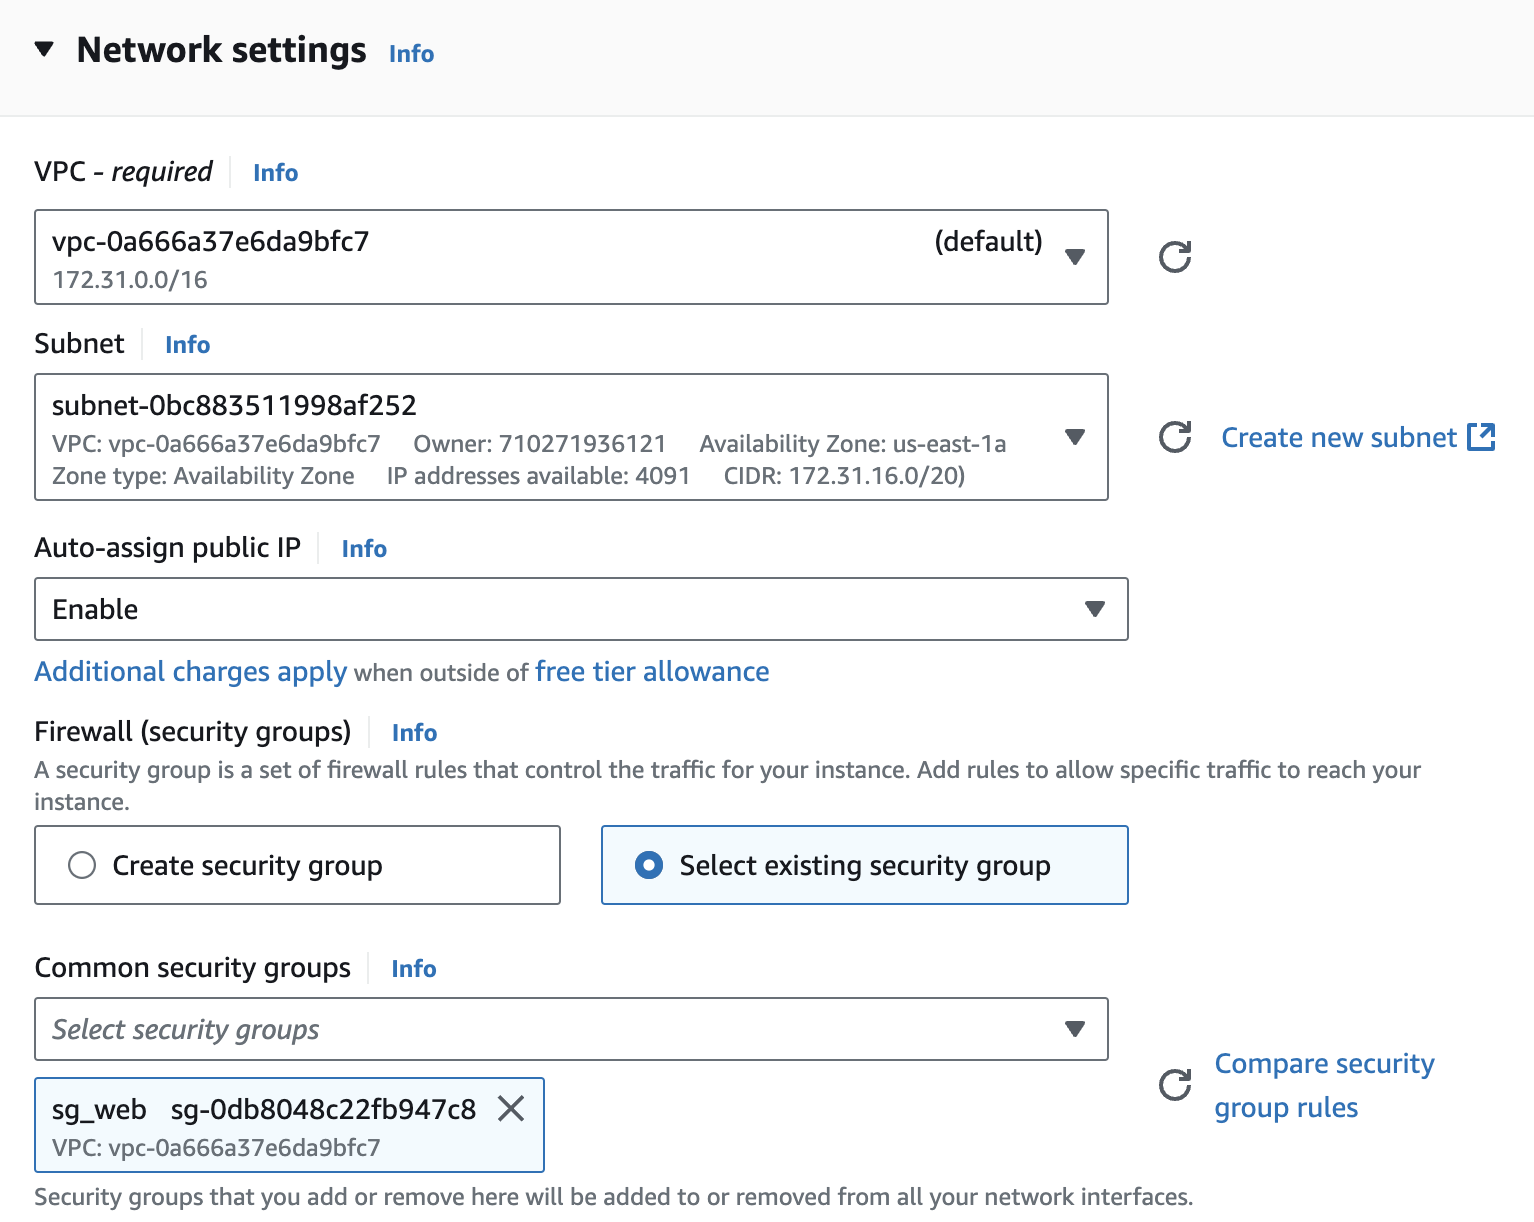 Network settings Info
VPC - required Info
vpc-0a666a37e6da9bfc7 (default)
172.31.0.0/16
Subnet Info
subnet-0bc883511998af252
VPC: vpc-0a666a37e6da9bfc7 Owner: 710271936121 Availability Zone: us-east-1a
Zone type: Availability Zone IP addresses available: 4091 CIDR: 172.31.16.0/20)
Create new subnet
Auto-assign public IP Info
Enable
Additional charges apply when outside of free tier allowance
Firewall (security groups) Info
A security group is a set of firewall rules that control the traffic for your instance. Add rules to allow specific traffic to reach your
instance.
Create security group
Select existing security group
Common security groups Info
Select security groups
sg_web sg-0db8048c22fb947c8
VPC: vpc-0a666a37e6da9bfc7
Compare security
group rules
Security groups that you add or remove here will be added to or removed from all your network interfaces.